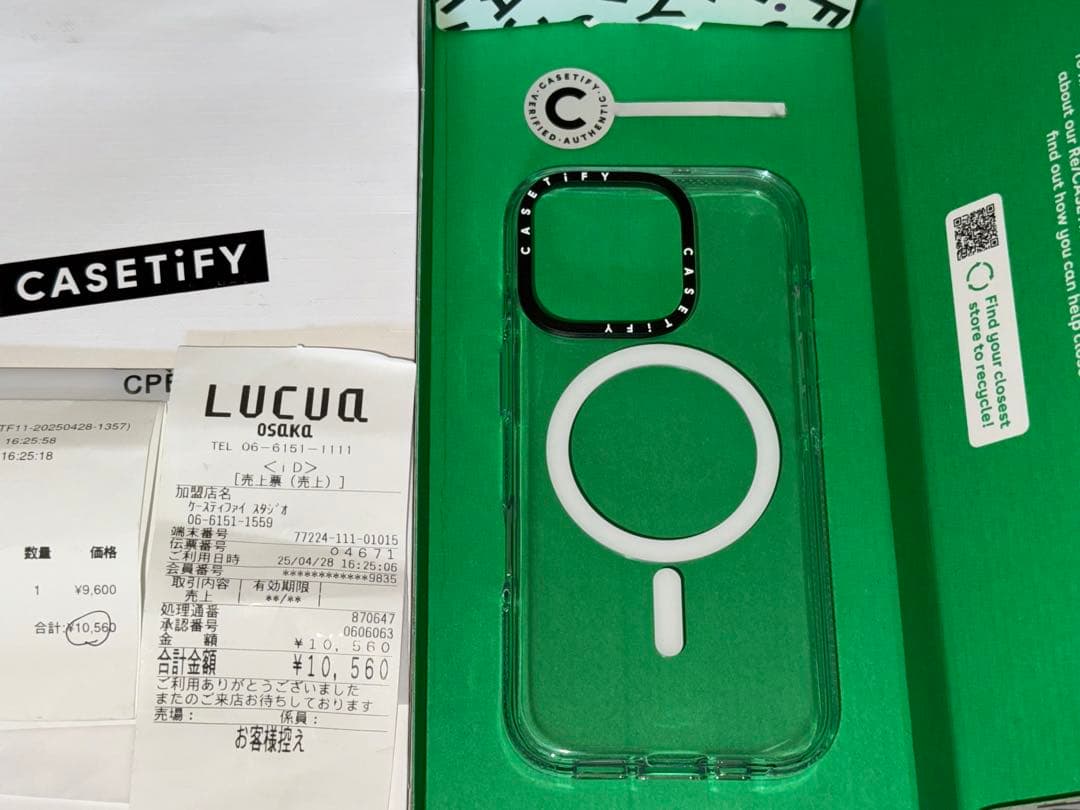 CASETiFY
TF11-20250428-1357)
16:25:58
16:25:18
数量 価格
1 ¥9,600
合計:¥10,560
LUCUA
OSAKA
TEL 06-6151-1111
<iD>
[売上票(売上)]
加盟店名
ケースティファイ スタジオ
06-6151-1559
端末番号 77224-111-01015
伝票番号 04671
ご利用日時 25/04/28 16:25:06
会員番号 ************9835
取引内容 有効期限
売上 **/**
処理通番 870647
承認番号 0606063
金 額 ¥10,560
合計金額 ¥10,560
ご利用ありがとうございました
またのご来店お待ちしております
売場: 係員:
お客様控え
CASETiFY · VERIFIED · AUTHENTIC
C
CASETiFY
CASETiFY
CASETiFY
about our Re/CASE
find out how you can help close
Find your closest
store to recycle!